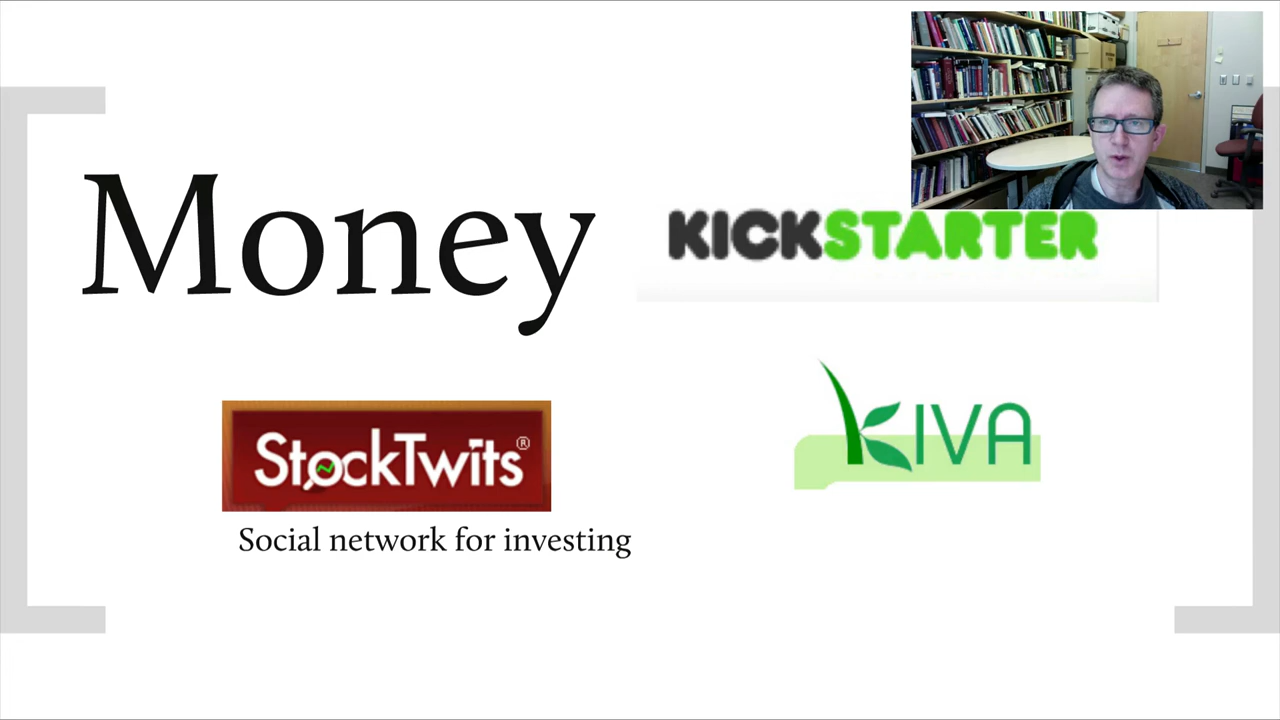 Money
KICKSTARTER
StockTwits®
KIVA
Social network for investing